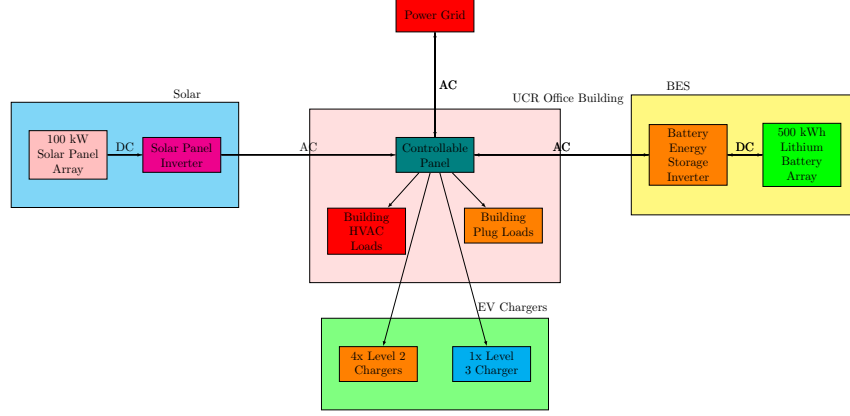 Power Grid
AC
Solar
UCR Office Building
BES
100 kW
Solar Panel
Array
DC
Solar Panel
Inverter
AC
Controllable
Panel
AC
Battery
Energy
Storage
Inverter
DC
500 kWh
Lithium
Battery
Array
Building
HVAC
Loads
Building
Plug Loads
EV Chargers
4x Level 2
Chargers
1x Level
3 Charger